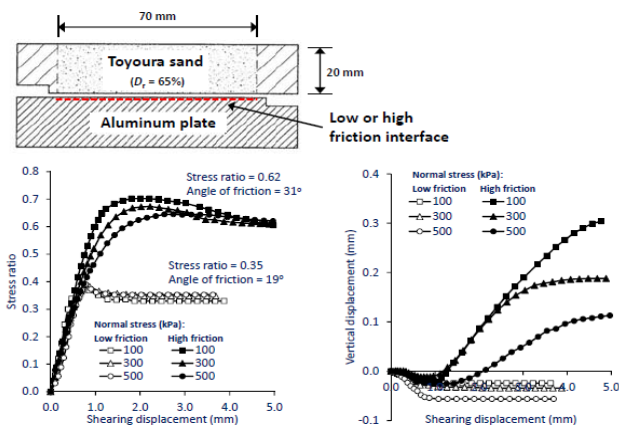 70 mm
Toyoura sand
(Dr = 65%)
20 mm
Aluminum plate
Low or high
friction interface
0.8
0.7
0.6
0.5
0.4
0.3
0.2
0.1
0.0
Stress ratio
Stress ratio = 0.62
Angle of friction = 31°
Stress ratio = 0.35
Angle of friction = 19°
Normal stress (kPa):
Low friction High friction
100 100
300 300
500 500
0.0 1.0 2.0 3.0 4.0 5.0
Shearing displacement (mm)
0.4
0.3
0.2
0.1
0.0
-0.1
Vertical displacement (mm)
Normal stress (kPa):
Low friction High friction
100 100
300 300
500 500
0.0 1.0 2.0 3.0 4.0 5.0
Shearing displacement (mm)